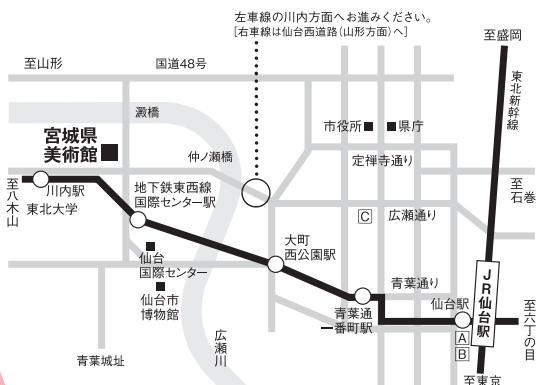 左車線の川内方面へお進みください。
[右車線は仙台西道路(山形方面)へ]
至盛岡
至山形
国道48号
東北新幹線
澱橋
市役所
県庁
宮城県
美術館
仲ノ瀬橋
定禅寺通り
至八木山
川内駅
東北大学
地下鉄東西線
国際センター駅
至石巻
C
広瀬通り
大町
西公園駅
仙台
国際センター
青葉通り
仙台市
博物館
仙台駅
JR仙台駅
至六丁の目
青葉通
一番町駅
広瀬川
A
B
青葉城址
至東京